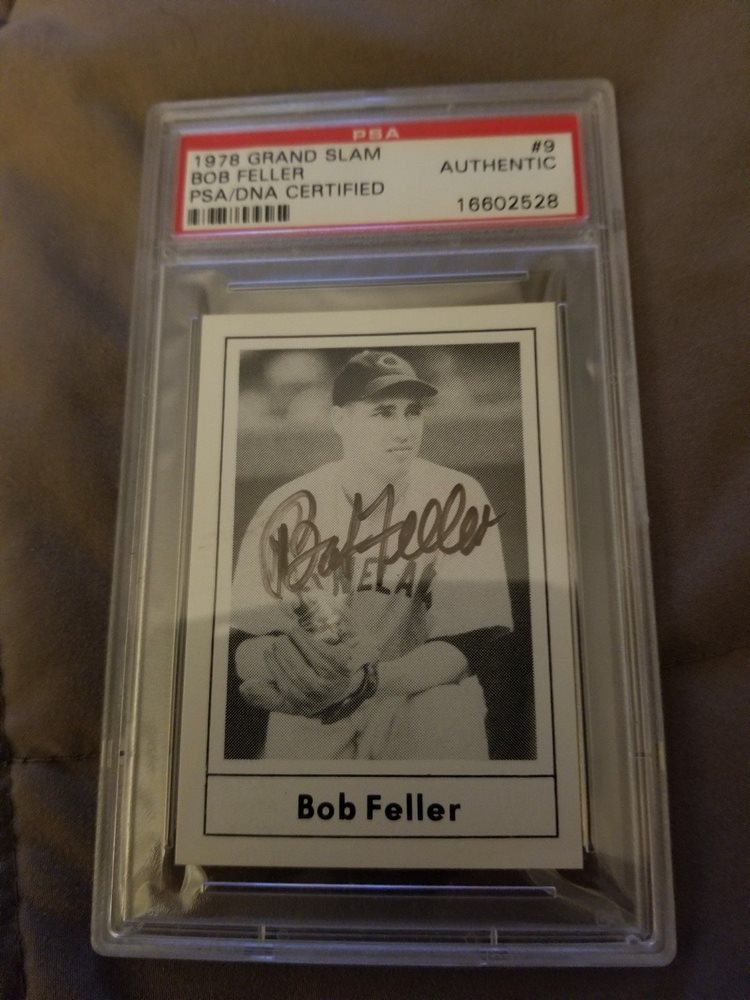 PSA
1978 GRAND SLAM #9
BOB FELLER AUTHENTIC
PSA/DNA CERTIFIED
16602528
C
Bob Feller
Bob Feller